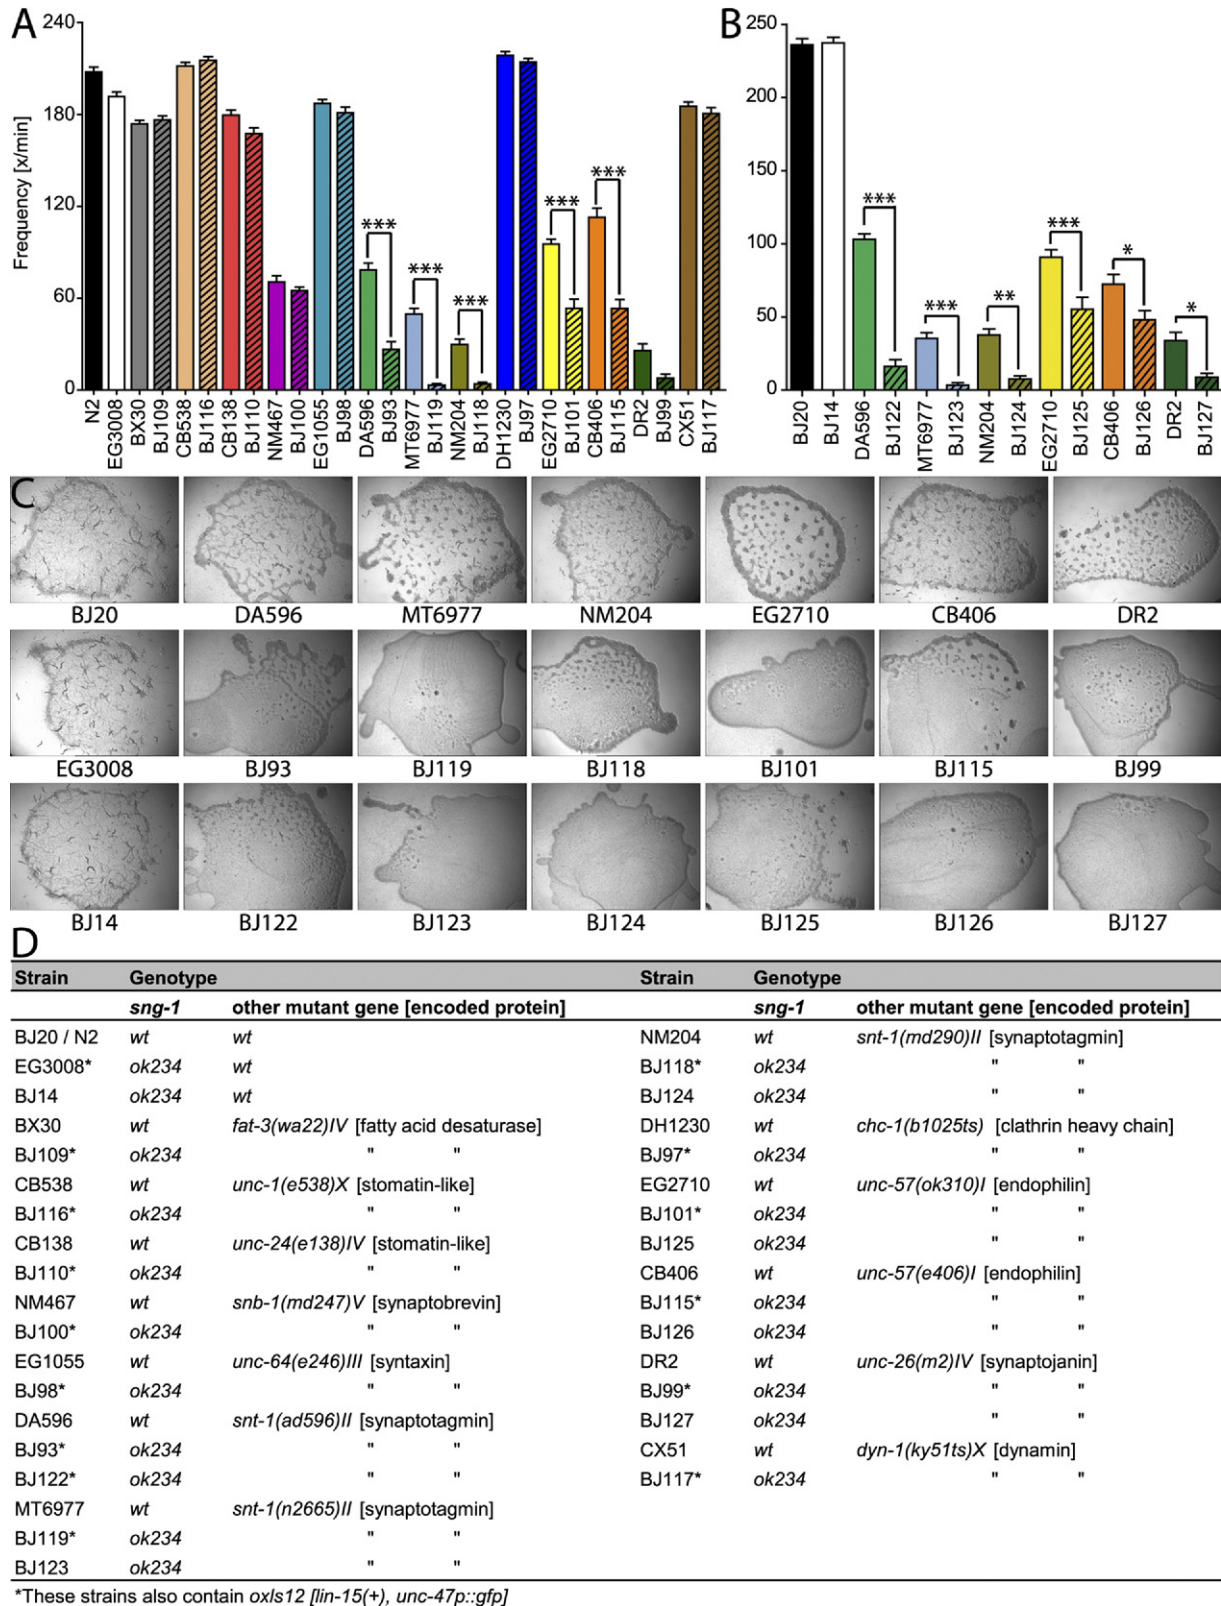 A
240
180
120
60
0
Frequency [x/min]
*** *** *** *** ***
N2 EG3008 BX30 BJ109 CB538 BJ116 CB138 BJ110 NM467 BJ100 EG1055 BJ98 DA596 BJ93 MT6977 BJ119 NM204 BJ118 DH1230 BJ97 EG2710 BJ101 CB406 BJ115 DR2 BJ99 CX51 BJ117
B
250
200
150
100
50
0
*** *** ** *** * *
BJ20 BJ14 DA596 BJ122 MT6977 BJ123 NM204 BJ124 EG2710 BJ125 CB406 BJ126 DR2 BJ127
C
BJ20 DA596 MT6977 NM204 EG2710 CB406 DR2
EG3008 BJ93 BJ119 BJ118 BJ101 BJ115 BJ99
BJ14 BJ122 BJ123 BJ124 BJ125 BJ126 BJ127
D
Strain Genotype
sng-1 other mutant gene [encoded protein]
BJ20 / N2 wt wt
EG3008* ok234 wt
BJ14 ok234 wt
BX30 wt fat-3(wa22)IV [fatty acid desaturase]
BJ109* ok234 " "
CB538 wt unc-1(e538)X [stomatin-like]
BJ116* ok234 " "
CB138 wt unc-24(e138)IV [stomatin-like]
BJ110* ok234 " "
NM467 wt snb-1(md247)V [synaptobrevin]
BJ100* ok234 " "
EG1055 wt unc-64(e246)III [syntaxin]
BJ98* ok234 " "
DA596 wt snt-1(ad596)II [synaptotagmin]
BJ93* ok234 " "
BJ122* ok234 " "
MT6977 wt snt-1(n2665)II [synaptotagmin]
BJ119* ok234 " "
BJ123 ok234 " "
Strain Genotype
sng-1 other mutant gene [encoded protein]
NM204 wt snt-1(md290)II [synaptotagmin]
BJ118* ok234 " "
BJ124 ok234 " "
DH1230 wt chc-1(b1025ts) [clathrin heavy chain]
BJ97* ok234 " "
EG2710 wt unc-57(ok310)I [endophilin]
BJ101* ok234 " "
BJ125 ok234 " "
CB406 wt unc-57(e406)I [endophilin]
BJ115* ok234 " "
BJ126 ok234 " "
DR2 wt unc-26(m2)IV [synaptojanin]
BJ99* ok234 " "
BJ127 ok234 " "
CX51 wt dyn-1(ky51ts)X [dynamin]
BJ117* ok234 " "
*These strains also contain oxIs12 [lin-15(+), unc-47p::gfp]